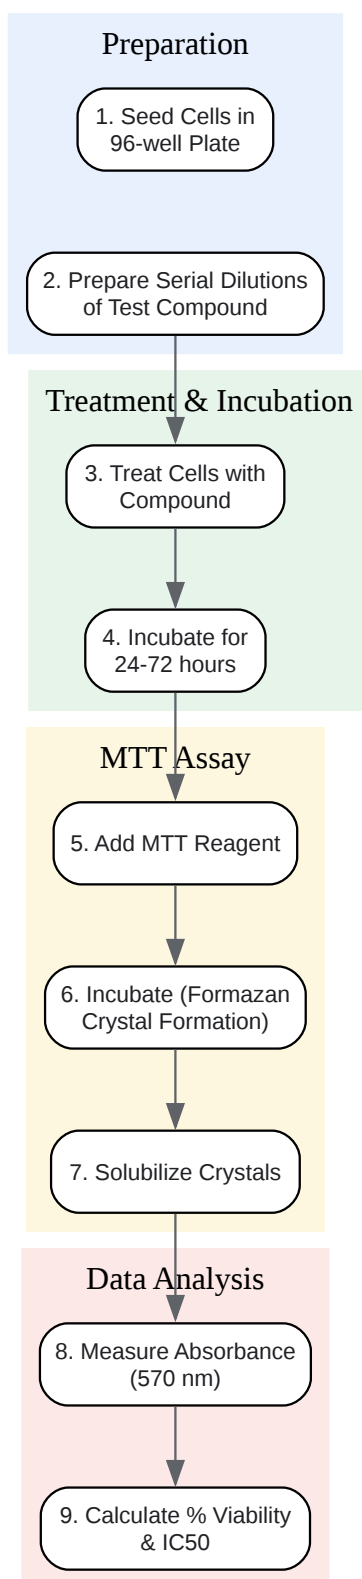 Preparation
1. Seed Cells in
96-well Plate
2. Prepare Serial Dilutions
of Test Compound
Treatment & Incubation
3. Treat Cells with
Compound
4. Incubate for
24-72 hours
MTT Assay
5. Add MTT Reagent
6. Incubate (Formazan
Crystal Formation)
7. Solubilize Crystals
Data Analysis
8. Measure Absorbance
(570 nm)
9. Calculate % Viability
& IC50